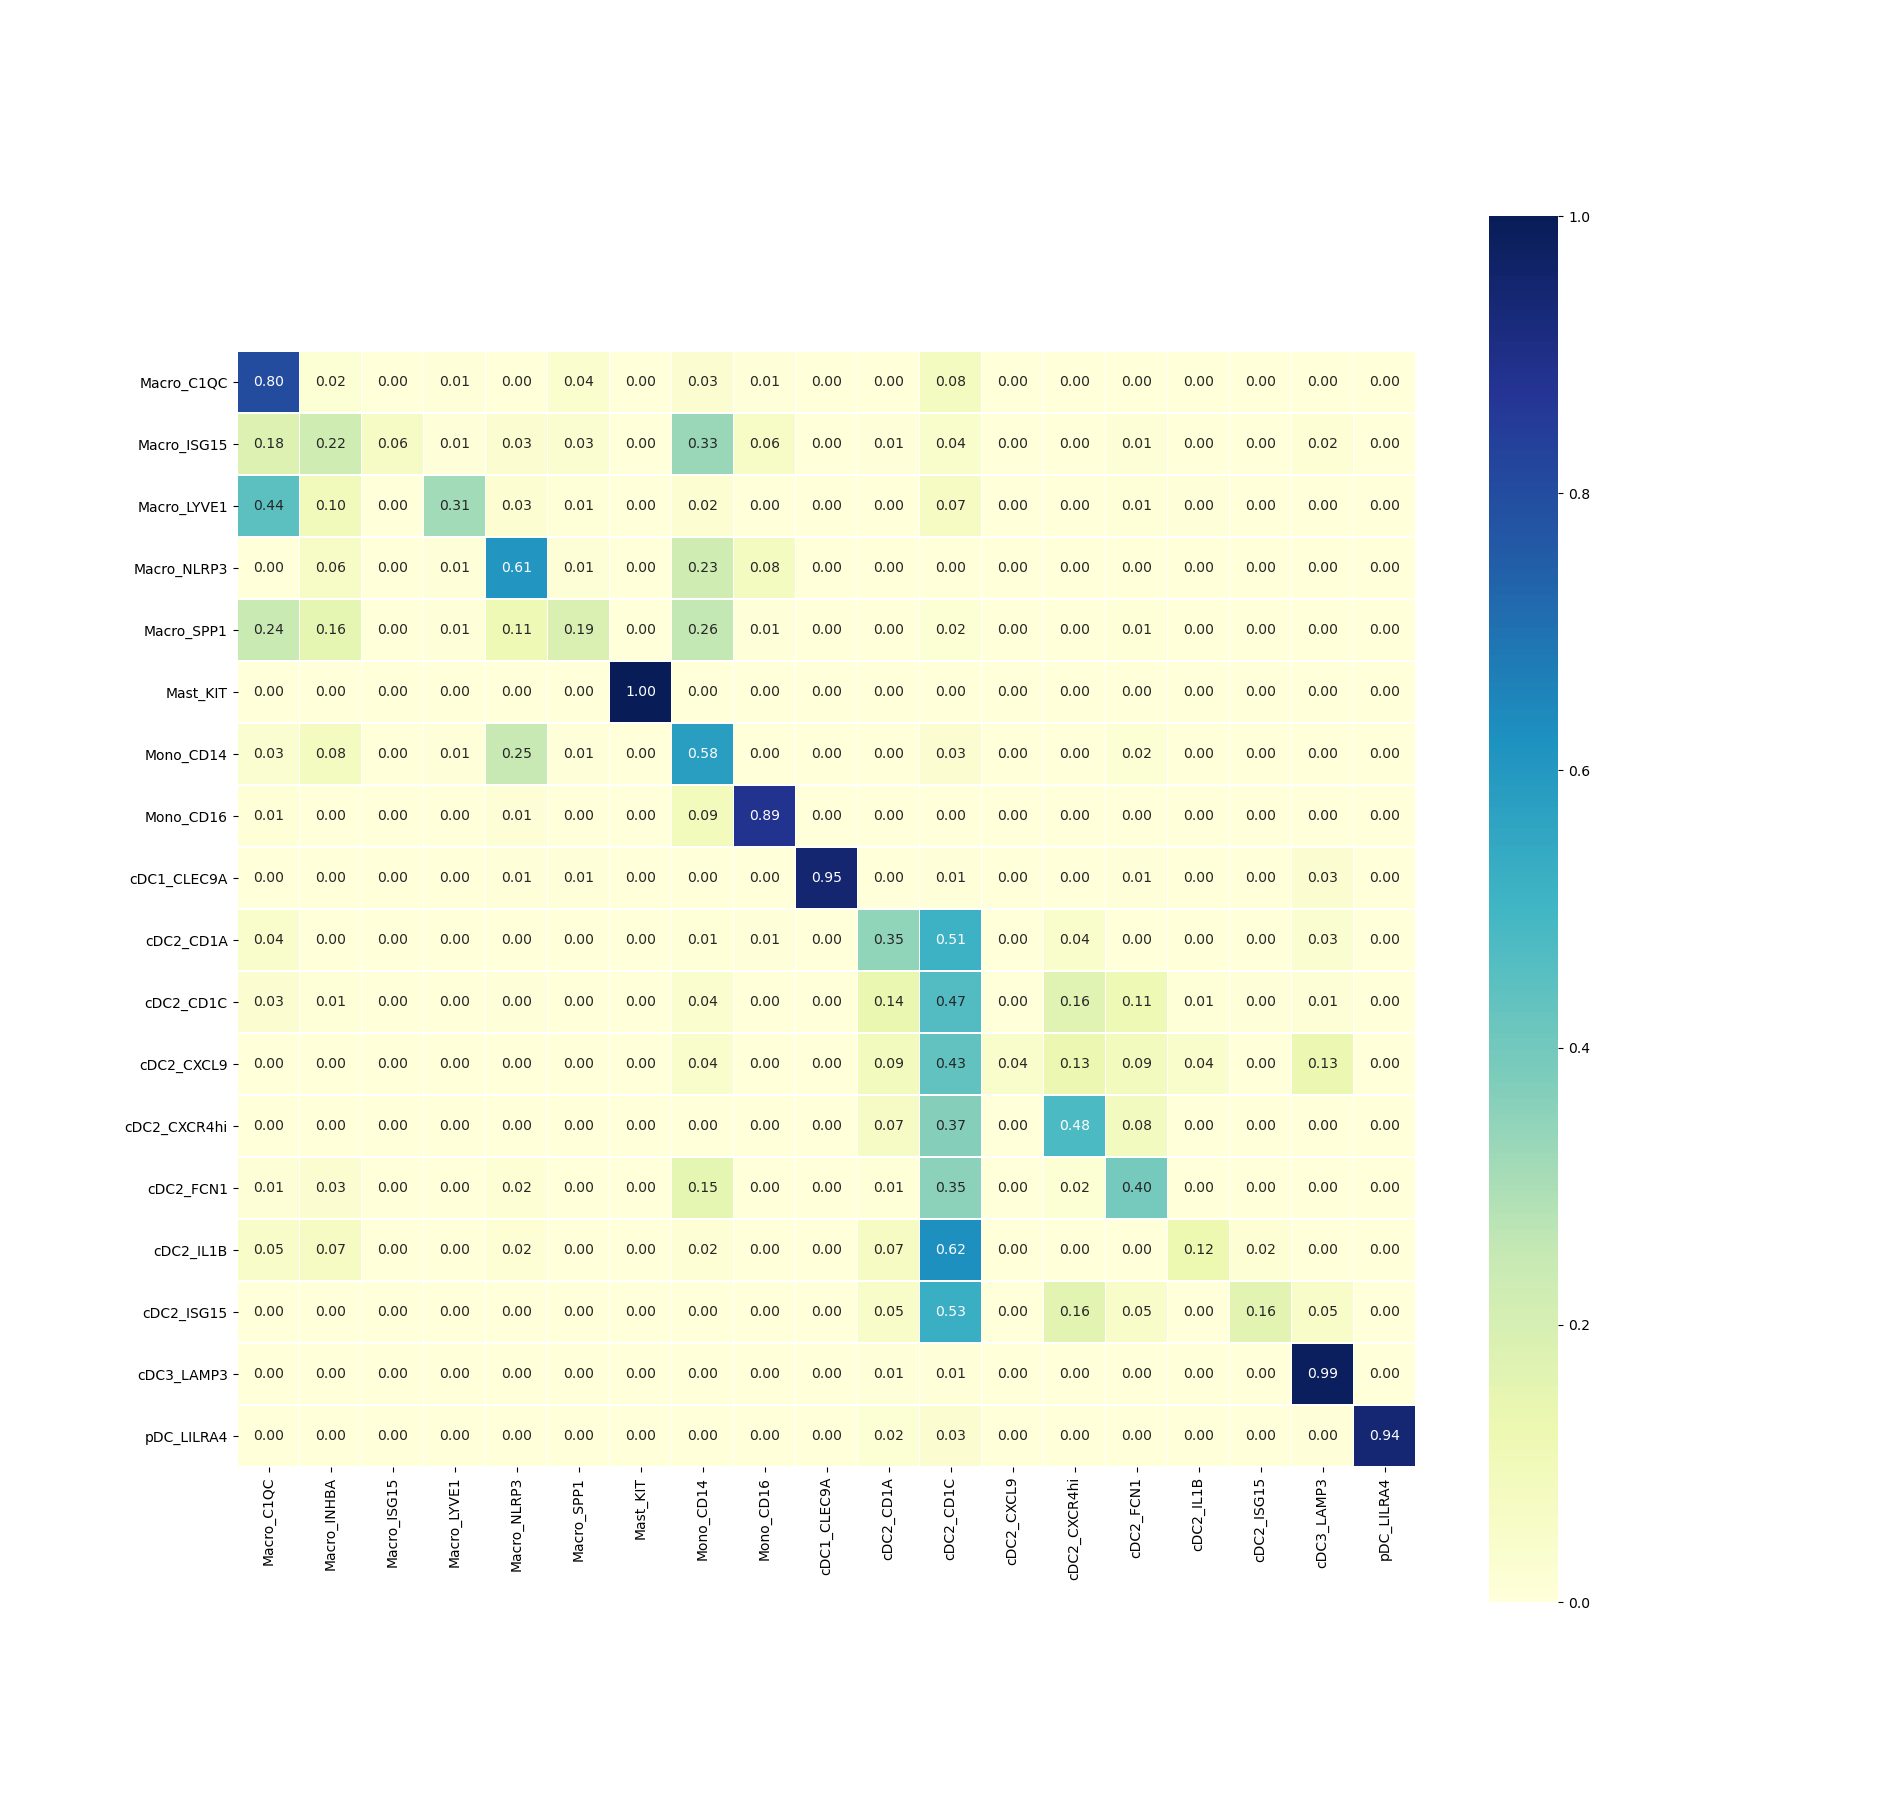 1.0
Macro_C1QC 0.80 0.02 0.00 0.01 0.00 0.04 0.00 0.03 0.01 0.00 0.00 0.08 0.00 0.00 0.00 0.00 0.00 0.00 0.00
Macro_ISG15 0.18 0.22 0.06 0.01 0.03 0.03 0.00 0.33 0.06 0.00 0.01 0.04 0.00 0.00 0.01 0.00 0.00 0.02 0.00
0.8
Macro_LYVE1 0.44 0.10 0.00 0.31 0.03 0.01 0.00 0.02 0.00 0.00 0.00 0.07 0.00 0.00 0.01 0.00 0.00 0.00 0.00
Macro_NLRP3 0.00 0.06 0.00 0.01 0.61 0.01 0.00 0.23 0.08 0.00 0.00 0.00 0.00 0.00 0.00 0.00 0.00 0.00 0.00
Macro_SPP1 0.24 0.16 0.00 0.01 0.11 0.19 0.00 0.26 0.01 0.00 0.00 0.02 0.00 0.00 0.01 0.00 0.00 0.00 0.00
Mast_KIT 0.00 0.00 0.00 0.00 0.00 0.00 1.00 0.00 0.00 0.00 0.00 0.00 0.00 0.00 0.00 0.00 0.00 0.00 0.00
Mono_CD14 0.03 0.08 0.00 0.01 0.25 0.01 0.00 0.58 0.00 0.00 0.00 0.03 0.00 0.00 0.02 0.00 0.00 0.00 0.00
0.6
Mono_CD16 0.01 0.00 0.00 0.00 0.01 0.00 0.00 0.09 0.89 0.00 0.00 0.00 0.00 0.00 0.00 0.00 0.00 0.00 0.00
cDC1_CLEC9A 0.00 0.00 0.00 0.00 0.01 0.01 0.00 0.00 0.00 0.95 0.00 0.01 0.00 0.00 0.01 0.00 0.00 0.03 0.00
cDC2_CD1A 0.04 0.00 0.00 0.00 0.00 0.00 0.00 0.01 0.01 0.00 0.35 0.51 0.00 0.04 0.00 0.00 0.00 0.03 0.00
cDC2_CD1C 0.03 0.01 0.00 0.00 0.00 0.00 0.00 0.04 0.00 0.00 0.14 0.47 0.00 0.16 0.11 0.01 0.00 0.01 0.00
0.4
cDC2_CXCL9 0.00 0.00 0.00 0.00 0.00 0.00 0.00 0.04 0.00 0.00 0.09 0.43 0.04 0.13 0.09 0.04 0.00 0.13 0.00
cDC2_CXCR4hi 0.00 0.00 0.00 0.00 0.00 0.00 0.00 0.00 0.00 0.00 0.07 0.37 0.00 0.48 0.08 0.00 0.00 0.00 0.00
cDC2_FCN1 0.01 0.03 0.00 0.00 0.02 0.00 0.00 0.15 0.00 0.00 0.01 0.35 0.00 0.02 0.40 0.00 0.00 0.00 0.00
cDC2_IL1B 0.05 0.07 0.00 0.00 0.02 0.00 0.00 0.02 0.00 0.00 0.07 0.62 0.00 0.00 0.00 0.12 0.02 0.00 0.00
cDC2_ISG15 0.00 0.00 0.00 0.00 0.00 0.00 0.00 0.00 0.00 0.00 0.05 0.53 0.00 0.16 0.05 0.00 0.16 0.05 0.00
0.2
cDC3_LAMP3 0.00 0.00 0.00 0.00 0.00 0.00 0.00 0.00 0.00 0.00 0.01 0.01 0.00 0.00 0.00 0.00 0.00 0.99 0.00
pDC_LILRA4 0.00 0.00 0.00 0.00 0.00 0.00 0.00 0.00 0.00 0.00 0.02 0.03 0.00 0.00 0.00 0.00 0.00 0.00 0.94
Macro_C1QC
Macro_INHBA
Macro_ISG15
Macro_LYVE1
Macro_NLRP3
Macro_SPP1
Mast_KIT
Mono_CD14
Mono_CD16
cDC1_CLEC9A
cDC2_CD1A
cDC2_CD1C
cDC2_CXCL9
cDC2_CXCR4hi
cDC2_FCN1
cDC2_IL1B
cDC2_ISG15
cDC3_LAMP3
pDC_LILRA4
0.0